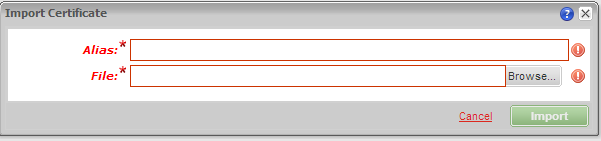 Import Certificate
Alias:*
File:* Browse...
Cancel Import